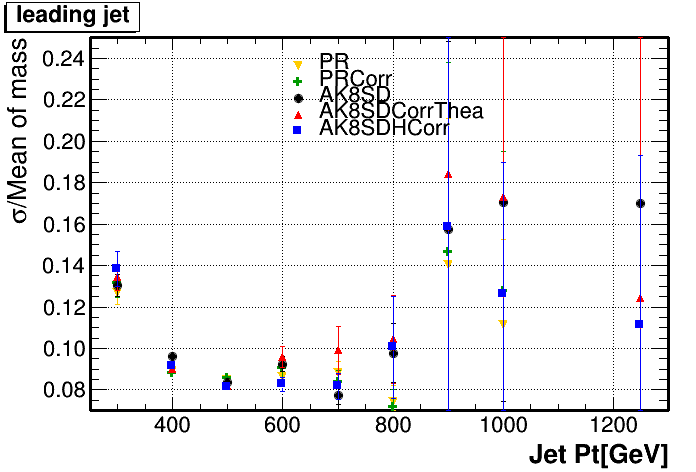 leading jet
σ/Mean of mass
0.24
0.22
0.20
0.18
0.16
0.14
0.12
0.10
0.08
PR
PRCorr
AK8SD
AK8SDCorrThea
AK8SDHCorr
400 600 800 1000 1200
Jet Pt[GeV]